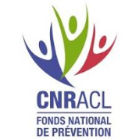 CNRACL
FONDS NATIONAL
DE PRÉVENTION